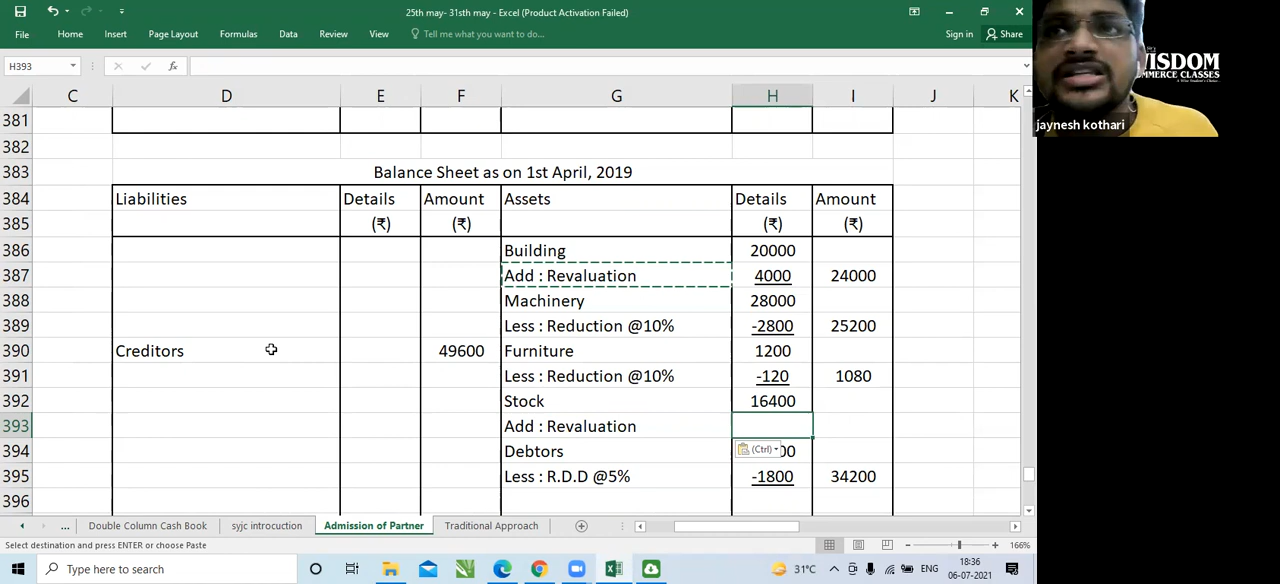 25th may- 31st may - Excel (Product Activation Failed)
File Home Insert Page Layout Formulas Data Review View Tell me what you want to do... Sign in Share
H393 fx
C D E F G H I J K
381
382
383 Balance Sheet as on 1st April, 2019
384 Liabilities Details Amount Assets Details Amount
385 (₹) (₹) (₹) (₹)
386 Building 20000
387 Add : Revaluation 4000 24000
388 Machinery 28000
389 Less : Reduction @10% -2800 25200
390 Creditors 49600 Furniture 1200
391 Less : Reduction @10% -120 1080
392 Stock 16400
393 Add : Revaluation
394 Debtors 00
(Ctrl)
395 Less : R.D.D @5% -1800 34200
396
... Double Column Cash Book syjc introcuction Admission of Partner Traditional Approach
Select destination and press ENTER or choose Paste 166%
Type here to search 31°C ENG 18:36
06-07-2021
WISDOM
COMMERCE CLASSES
jaynesh kothari